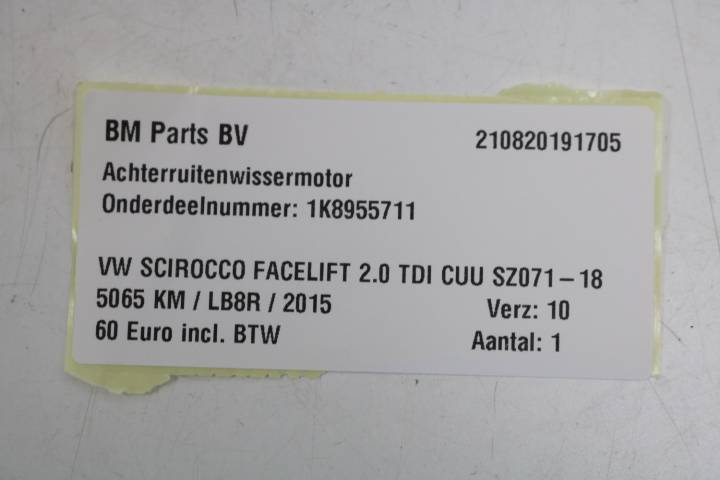 BM Parts BV 210820191705
Achterruitenwissermotor
Onderdeelnummer: 1K8955711
VW SCIROCCO FACELIFT 2.0 TDI CUU SZ071-18
5065 KM / LB8R / 2015 Verz: 10
60 Euro incl. BTW Aantal: 1